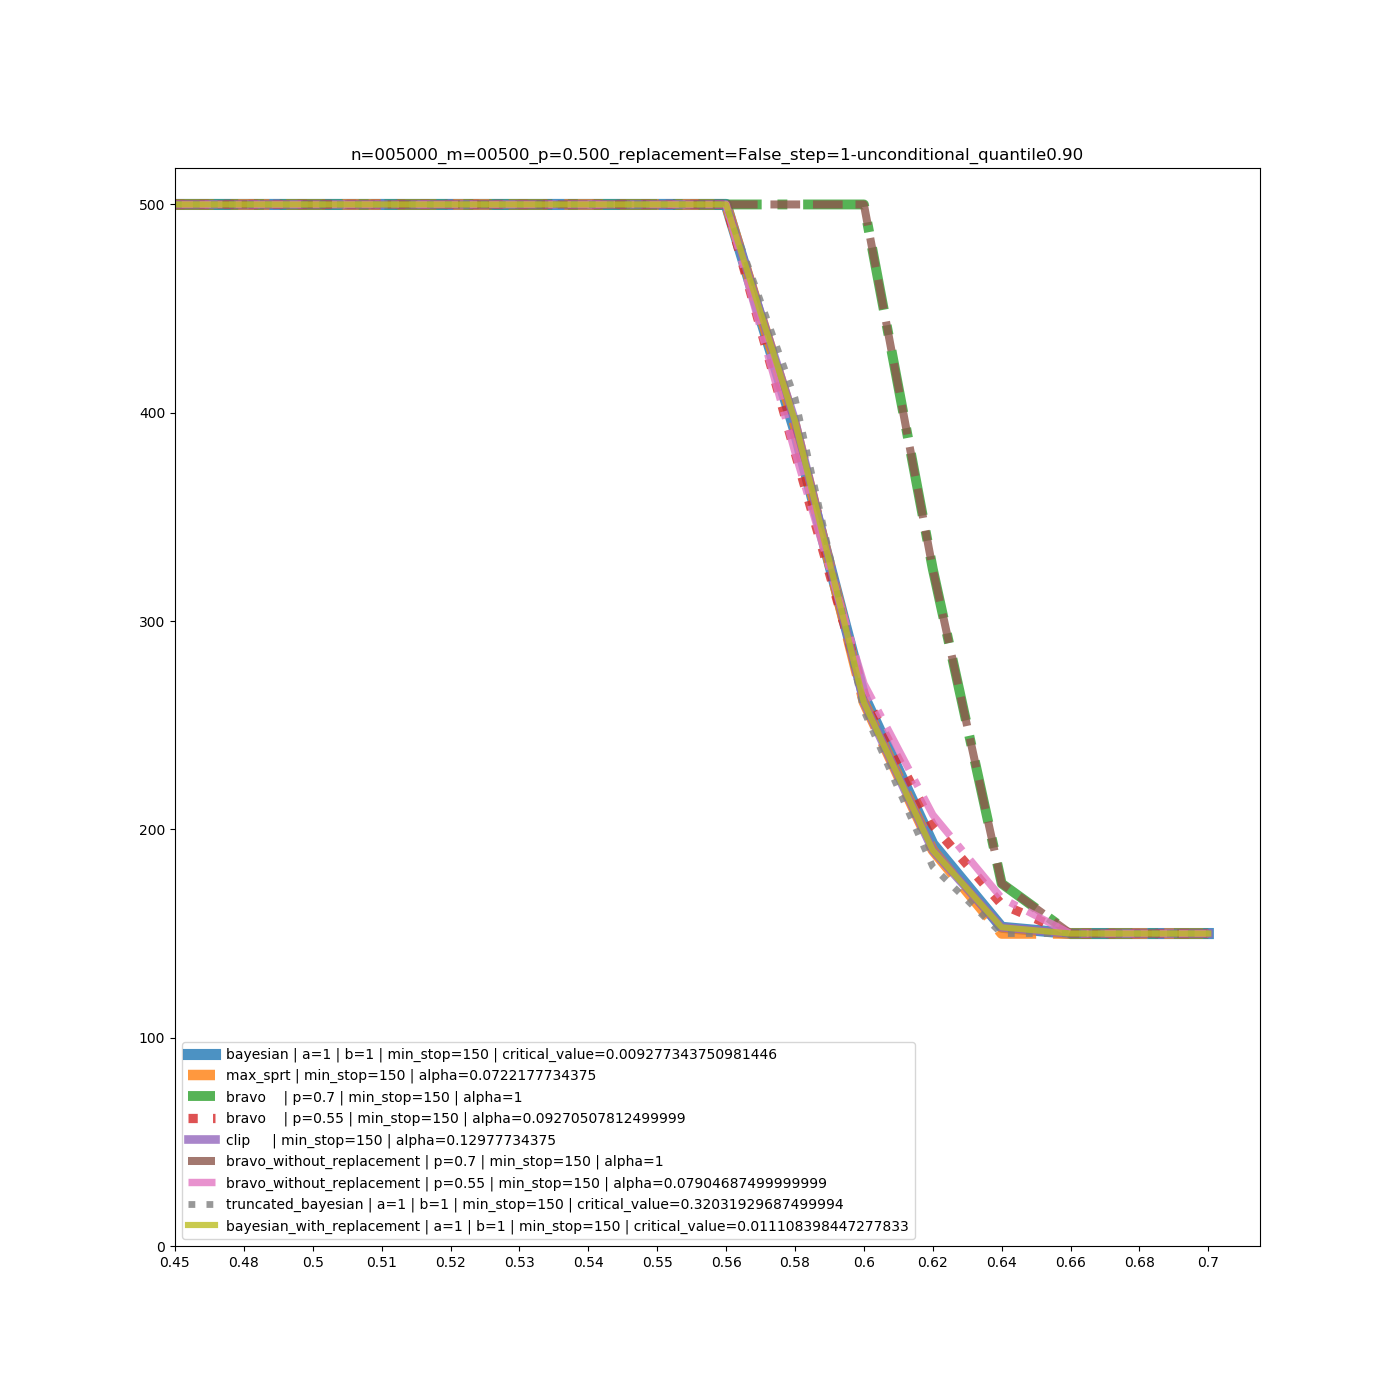 n=005000_m=00500_p=0.500_replacement=False_step=1-unconditional_quantile0.90
500
400
300
200
100
0
bayesian | a=1 | b=1 | min_stop=150 | critical_value=0.009277343750981446
max_sprt | min_stop=150 | alpha=0.0722177734375
bravo    | p=0.7 | min_stop=150 | alpha=1
bravo    | p=0.55 | min_stop=150 | alpha=0.09270507812499999
clip     | min_stop=150 | alpha=0.12977734375
bravo_without_replacement | p=0.7 | min_stop=150 | alpha=1
bravo_without_replacement | p=0.55 | min_stop=150 | alpha=0.07904687499999999
truncated_bayesian | a=1 | b=1 | min_stop=150 | critical_value=0.32031929687499994
bayesian_with_replacement | a=1 | b=1 | min_stop=150 | critical_value=0.011108398447277833
0.45 0.48 0.5 0.51 0.52 0.53 0.54 0.55 0.56 0.58 0.6 0.62 0.64 0.66 0.68 0.7